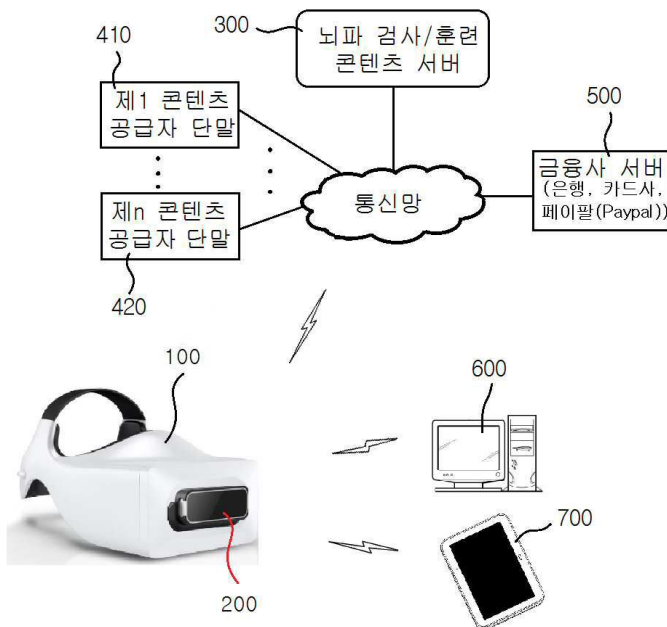 300
뇌파 검사/훈련
콘텐츠 서버
410
제1 콘텐츠
공급자 단말
제n 콘텐츠
공급자 단말
420
통신망
500
금융사 서버
(은행, 카드사,
페이팔(Paypal))
100
200
600
700